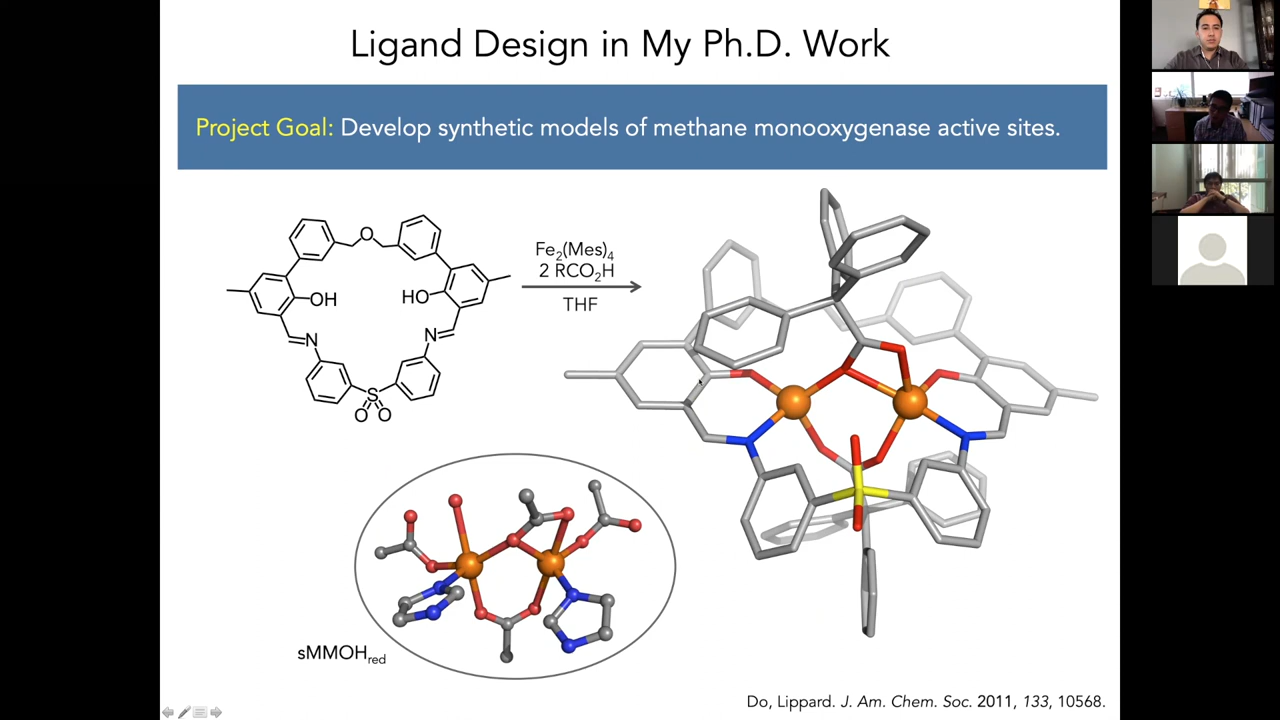 Ligand Design in My Ph.D. Work
Project Goal: Develop synthetic models of methane monooxygenase active sites.
O
OH
HO
N
N
S
O O
Fe₂(Mes)₄
2 RCO₂H
THF
sMMOHred
Do, Lippard. J. Am. Chem. Soc. 2011, 133, 10568.